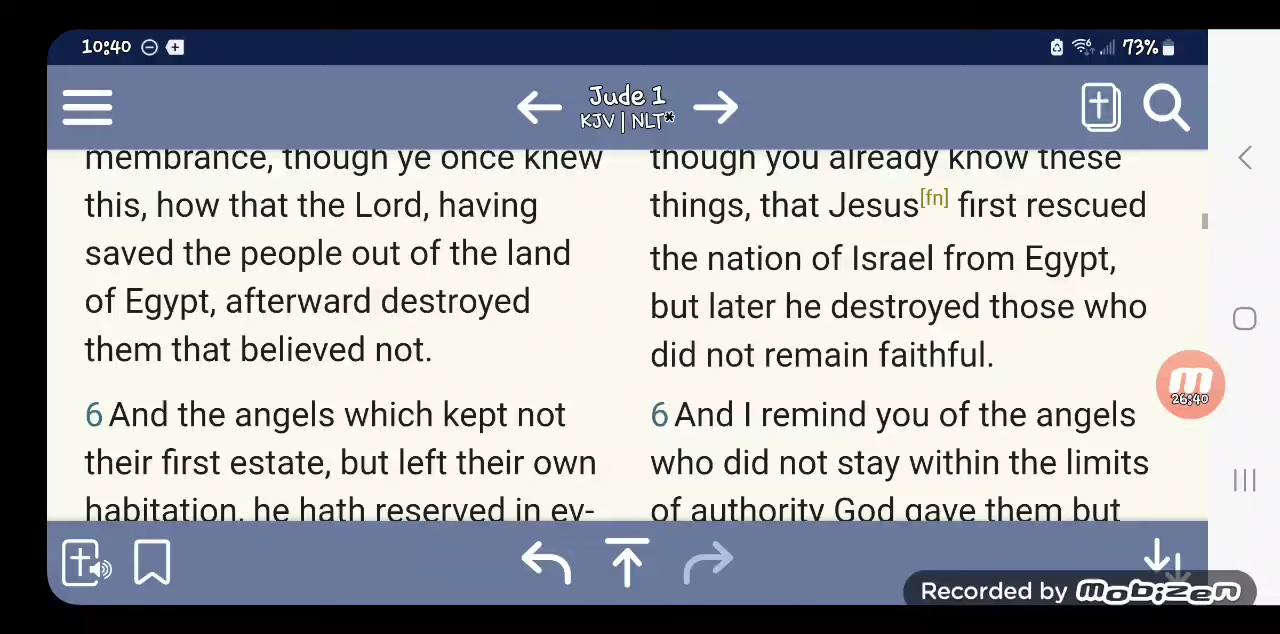 10:40
73%
Jude 1
KJV | NLT*
membrance, though ye once knew
this, how that the Lord, having
saved the people out of the land
of Egypt, afterward destroyed
them that believed not.
6 And the angels which kept not
their first estate, but left their own
habitation, he hath reserved in ev-
though you already know these
things, that Jesus[fn] first rescued
the nation of Israel from Egypt,
but later he destroyed those who
did not remain faithful.
6 And I remind you of the angels
who did not stay within the limits
of authority God gave them but
26:40
Recorded by mobizen